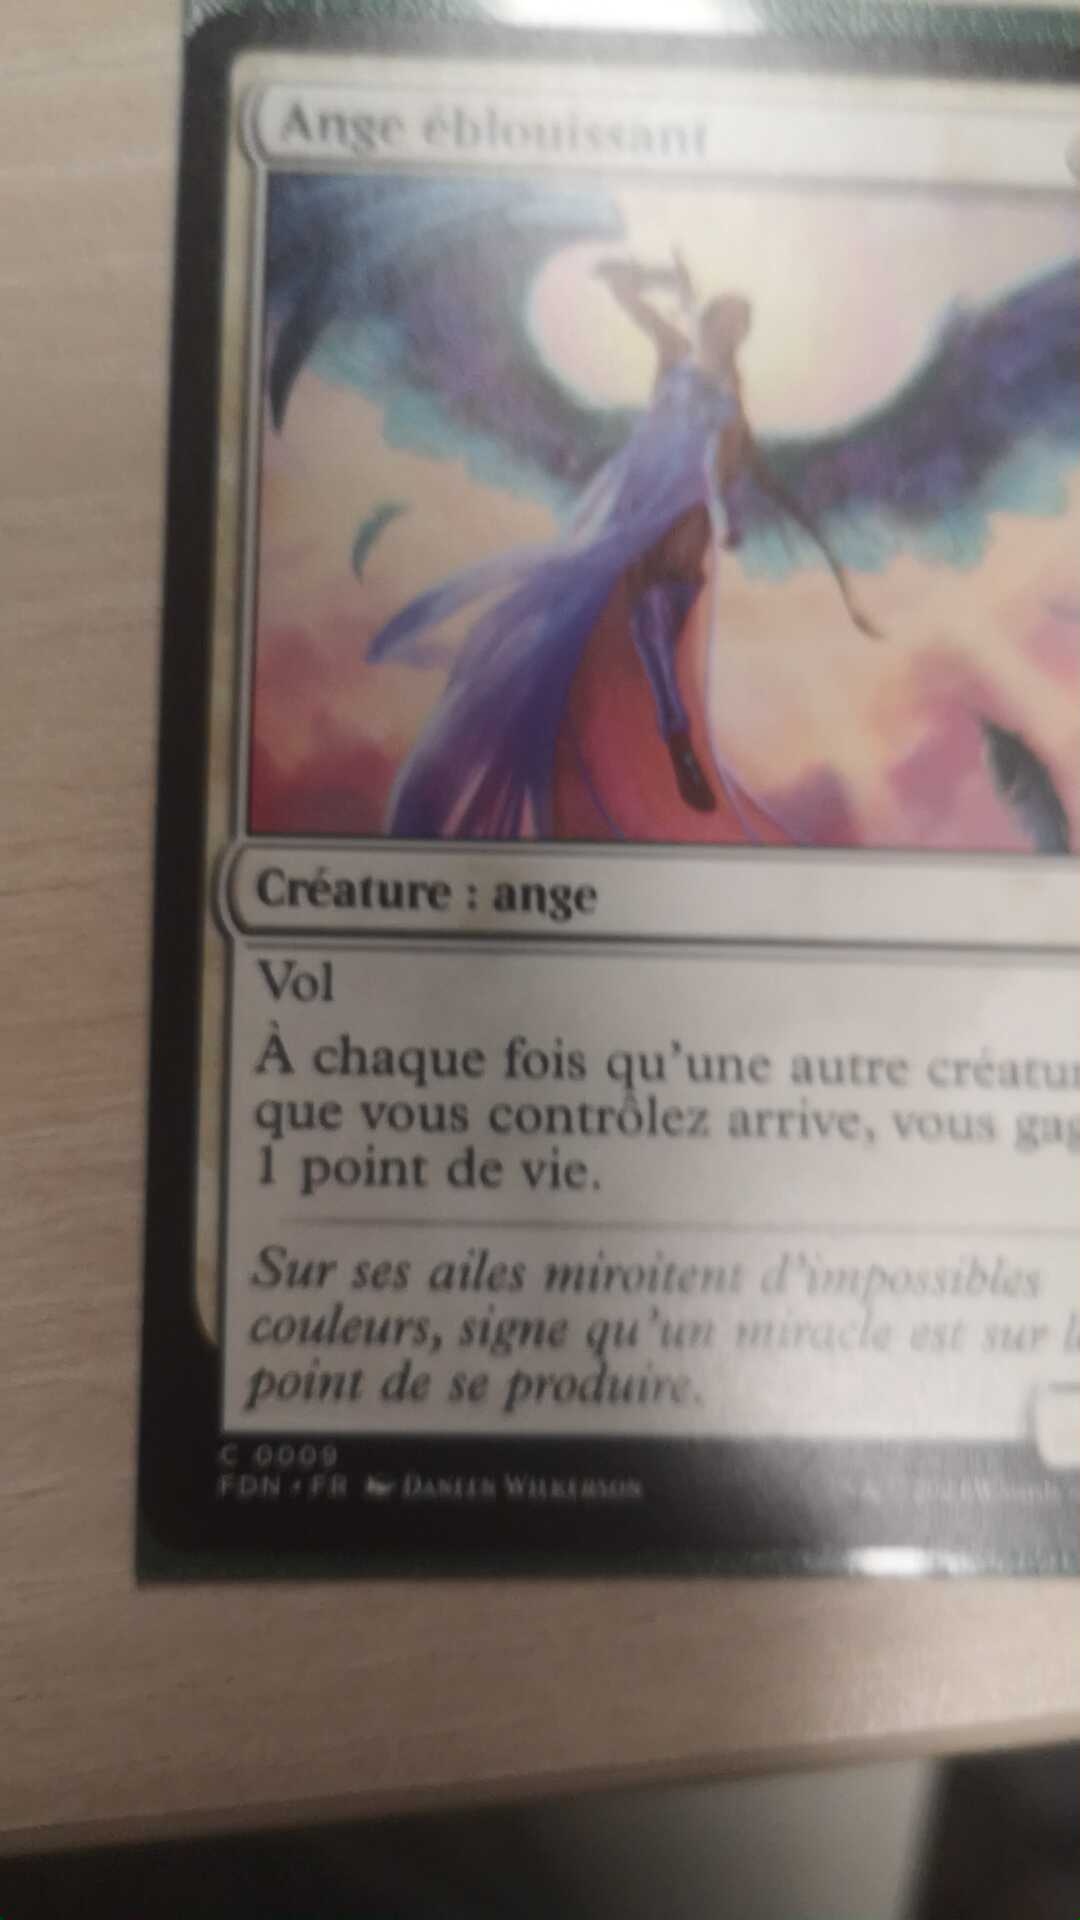 Ange éblouissant
Créature : ange
Vol
À chaque fois qu'une autre créatur
que vous contrôlez arrive, vous gag
1 point de vie.
Sur ses ailes miroitent d'impossibles
couleurs, signe qu'un miracle est sur l
point de se produire.
C 0009
FDN • FR Daneen Wilkerson